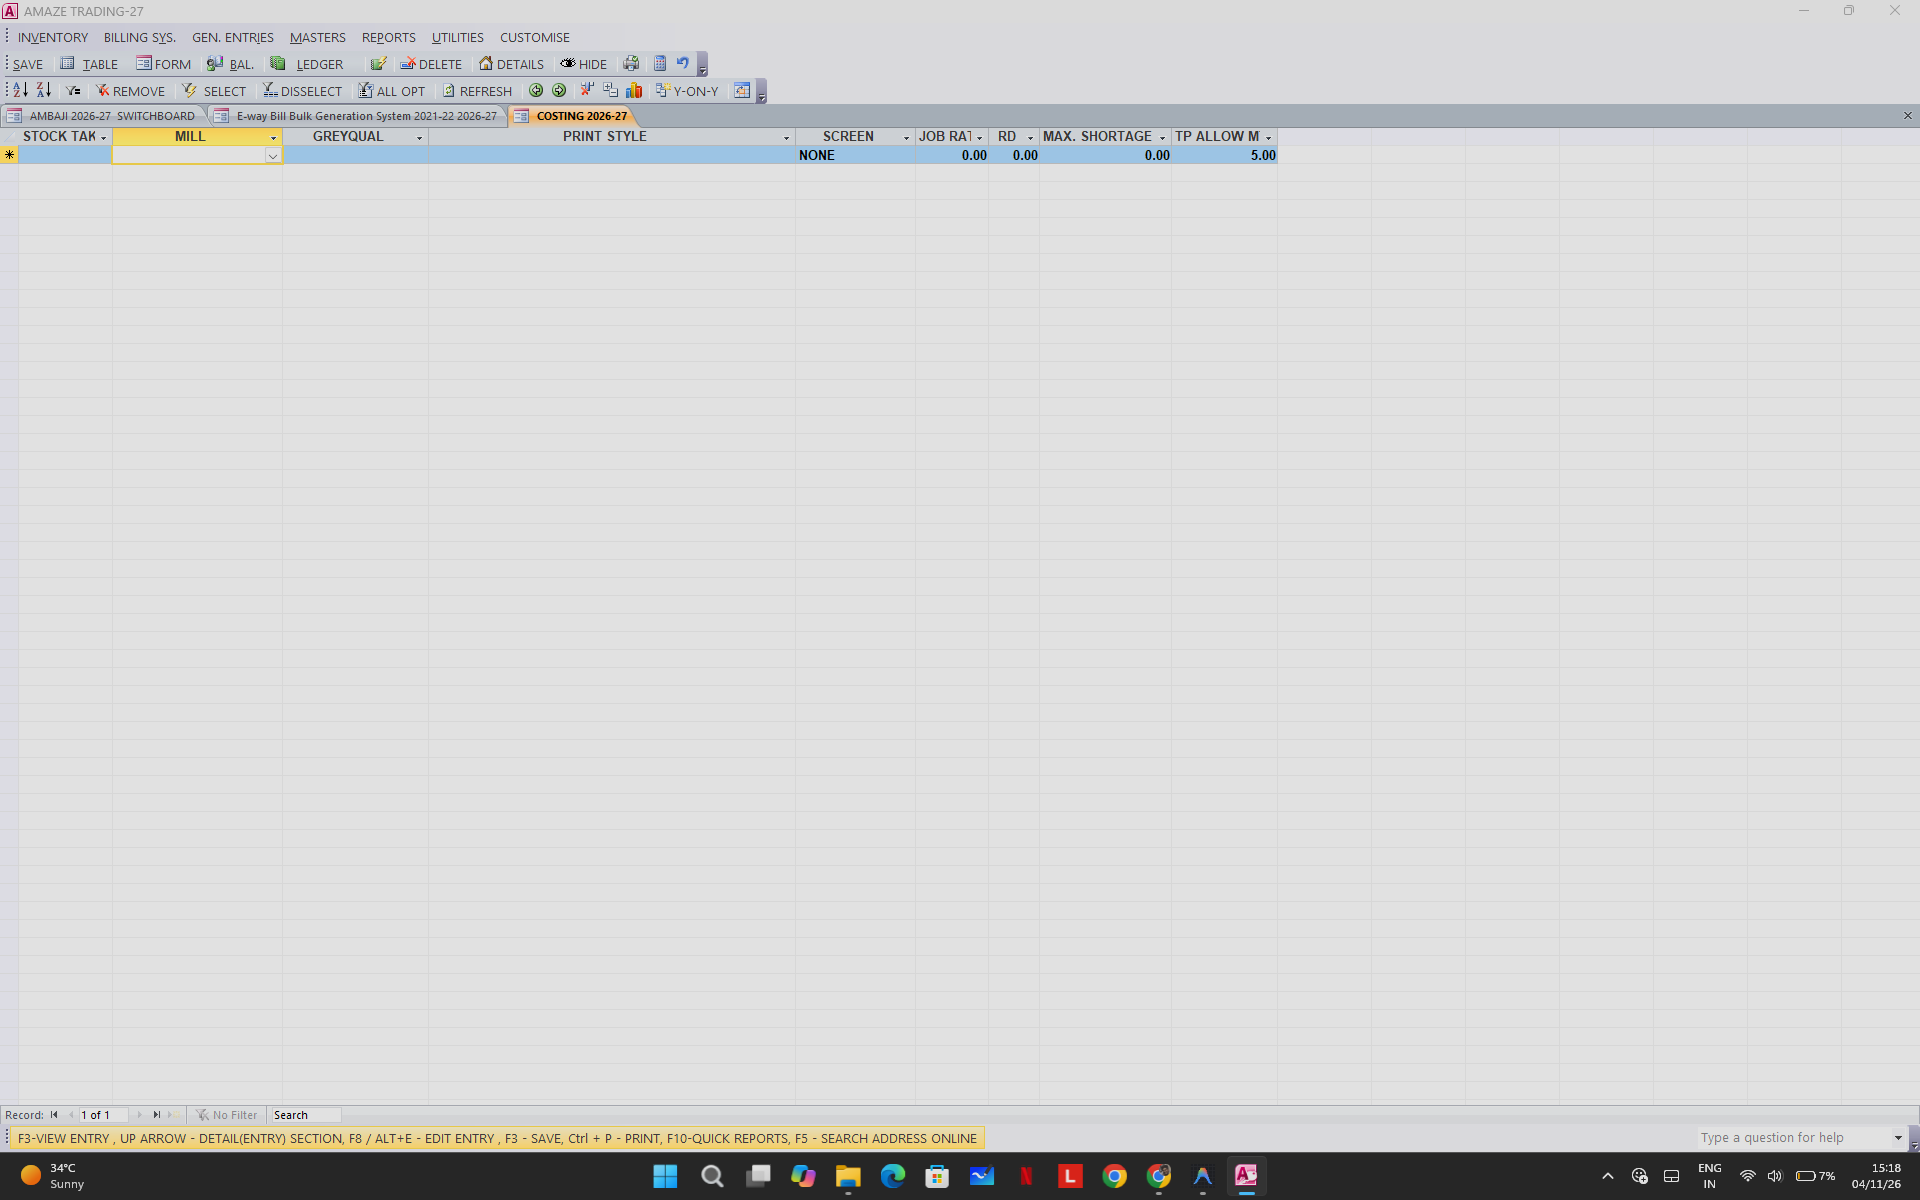 AMAZE TRADING-27
INVENTORY BILLING SYS. GEN. ENTRIES MASTERS REPORTS UTILITIES CUSTOMISE
SAVE TABLE FORM BAL. LEDGER DELETE DETAILS HIDE
REMOVE SELECT DISSELECT ALL OPT REFRESH Y-ON-Y
AMBAJI 2026-27 SWITCHBOARD E-way Bill Bulk Generation System 2021-22 2026-27 COSTING 2026-27
STOCK TAK MILL GREYQUAL PRINT STYLE SCREEN JOB RAT RD MAX. SHORTAGE TP ALLOW M
NONE 0.00 0.00 0.00 5.00
Record: 1 of 1 No Filter Search
F3-VIEW ENTRY , UP ARROW - DETAIL(ENTRY) SECTION, F8 / ALT+E - EDIT ENTRY , F3 - SAVE, Ctrl + P - PRINT, F10-QUICK REPORTS, F5 - SEARCH ADDRESS ONLINE Type a question for help
34°C
Sunny
ENG
IN
7%
15:18
04/11/26